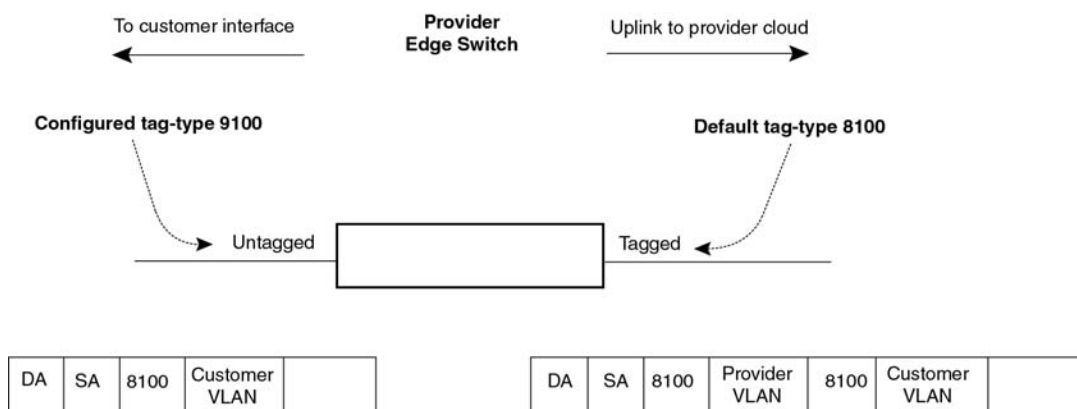 To customer interface
Provider
Edge Switch
Uplink to provider cloud
Configured tag-type 9100
Default tag-type 8100
Untagged
Tagged
DA
SA
8100
Customer
VLAN
DA
SA
8100
Provider
VLAN
8100
Customer
VLAN